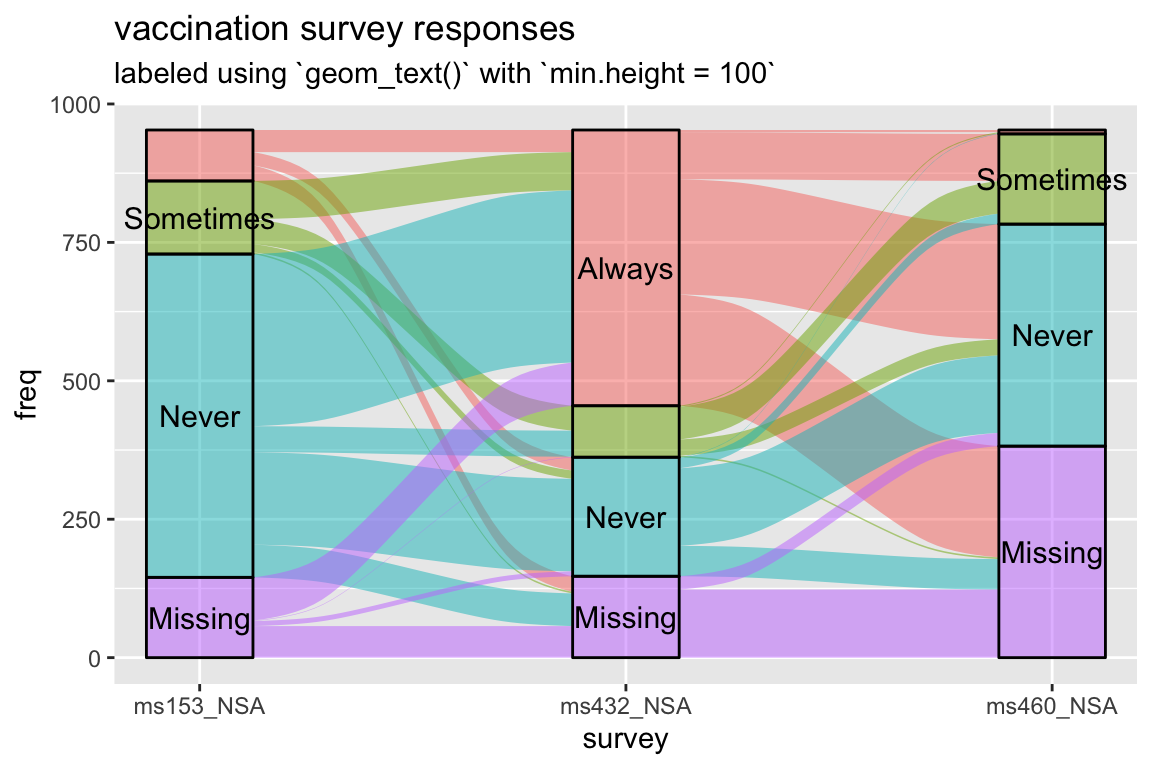 vaccination survey responses
labeled using `geom_text()` with `min.height = 100`
freq
1000
750
500
250
0
Sometimes
Never
Missing
Always
Never
Missing
Sometimes
Never
Missing
ms153_NSA
ms432_NSA
ms460_NSA
survey